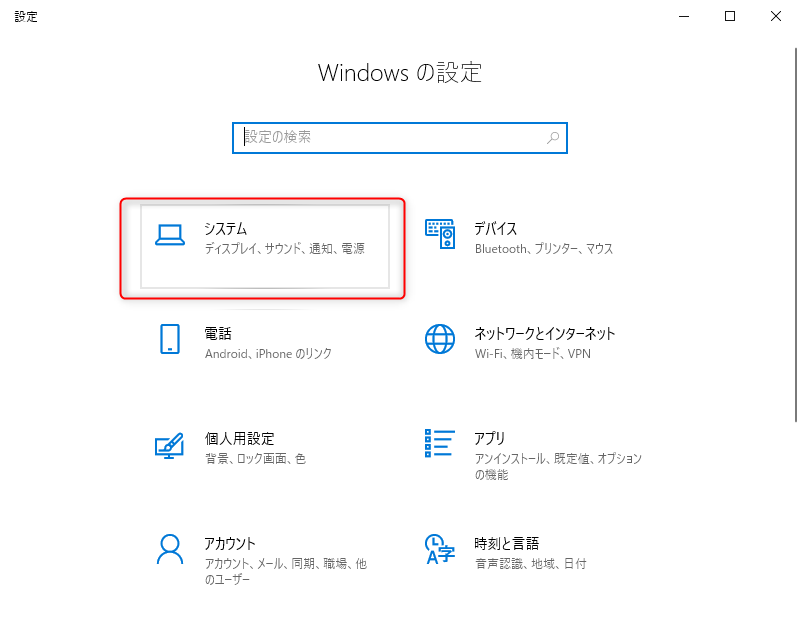 設定
Windows の設定
設定の検索
システム
ディスプレイ、サウンド、通知、電源
デバイス
Bluetooth、プリンター、マウス
電話
Android、iPhone のリンク
ネットワークとインターネット
Wi-Fi、機内モード、VPN
個人用設定
背景、ロック画面、色
アプリ
アンインストール、既定値、オプション
の機能
アカウント
アカウント、メール、同期、職場、他
のユーザー
時刻と言語
音声認識、地域、日付